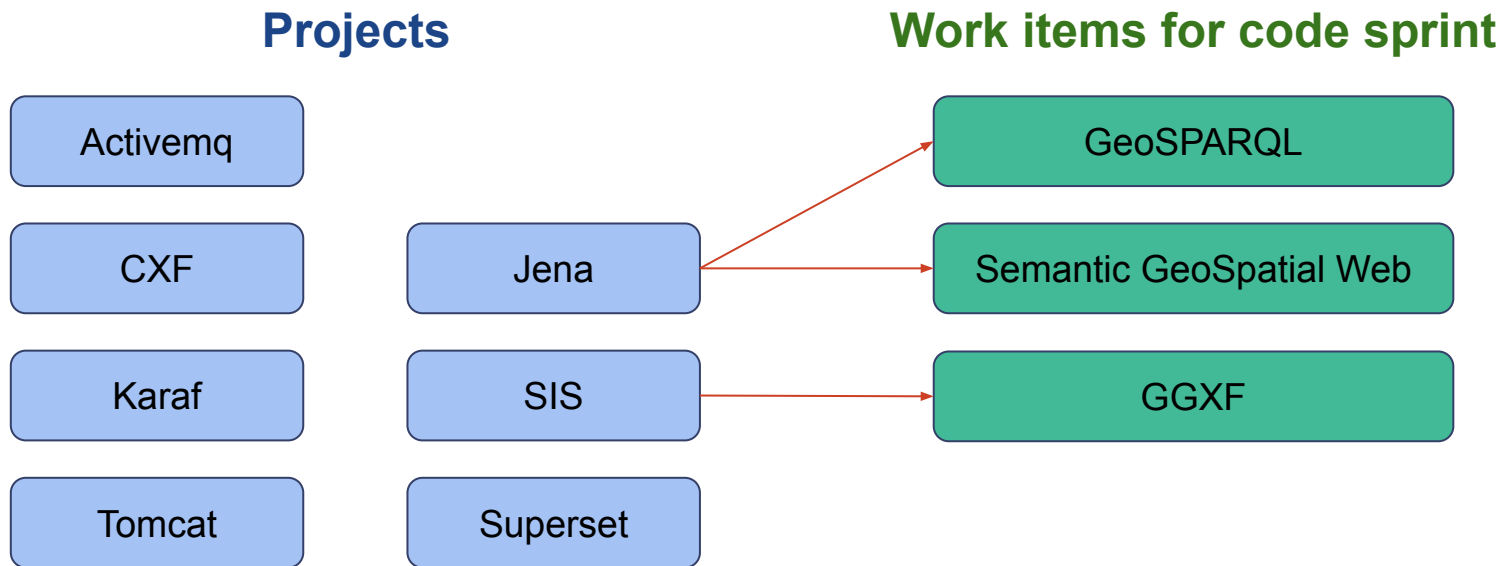 Projects
Work items for code sprint
Activemq
GeoSPARQL
CXF
Jena
Semantic GeoSpatial Web
Karaf
SIS
GGXF
Tomcat
Superset